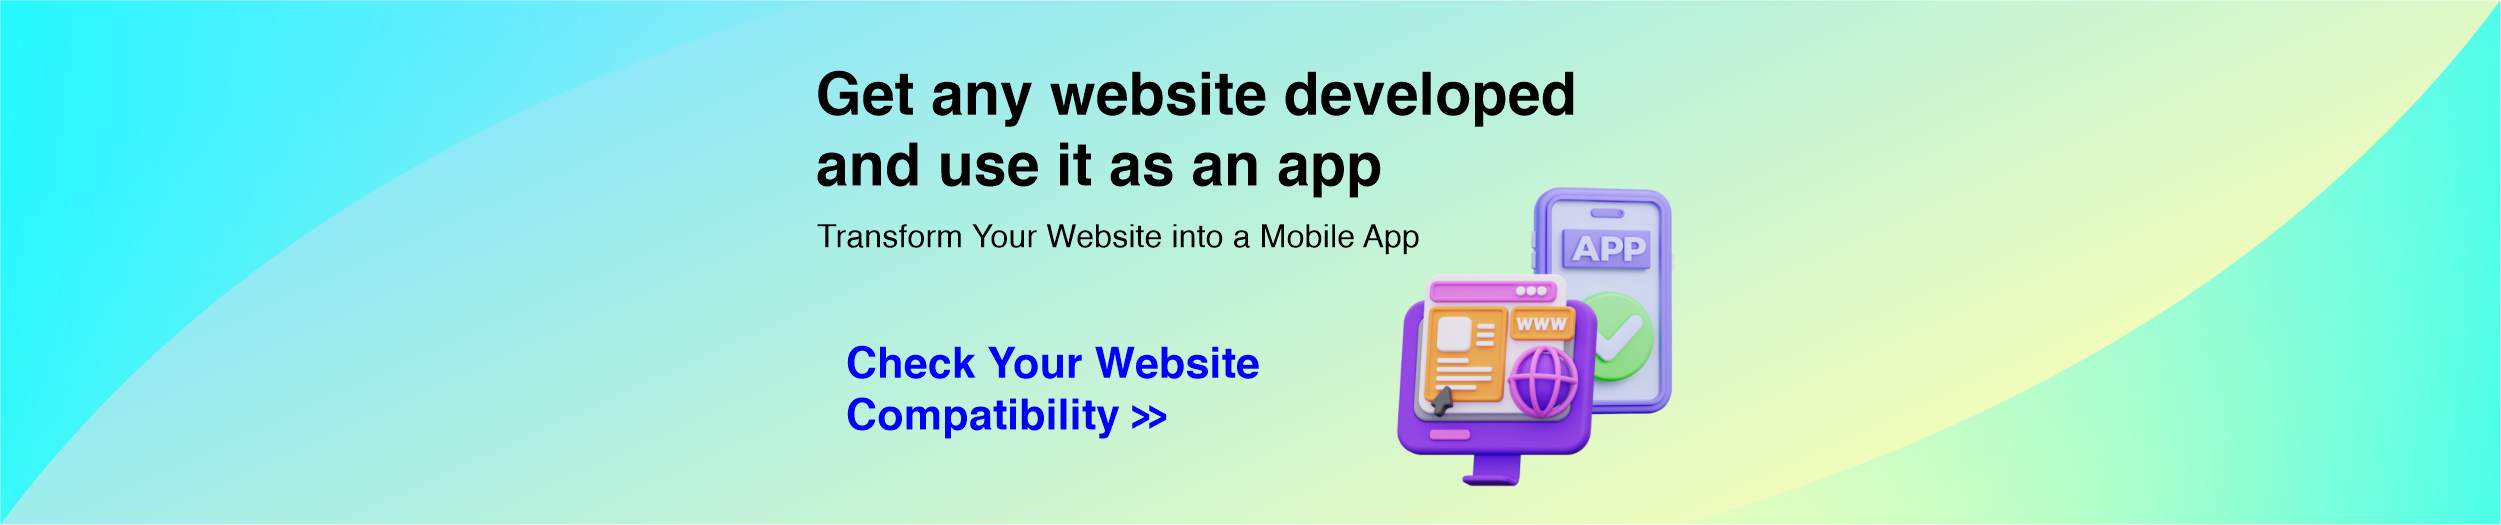 Get any website developed
and use it as an app
Transform Your Website into a Mobile App
APP
WWW
Check Your Website
Compatibility >>